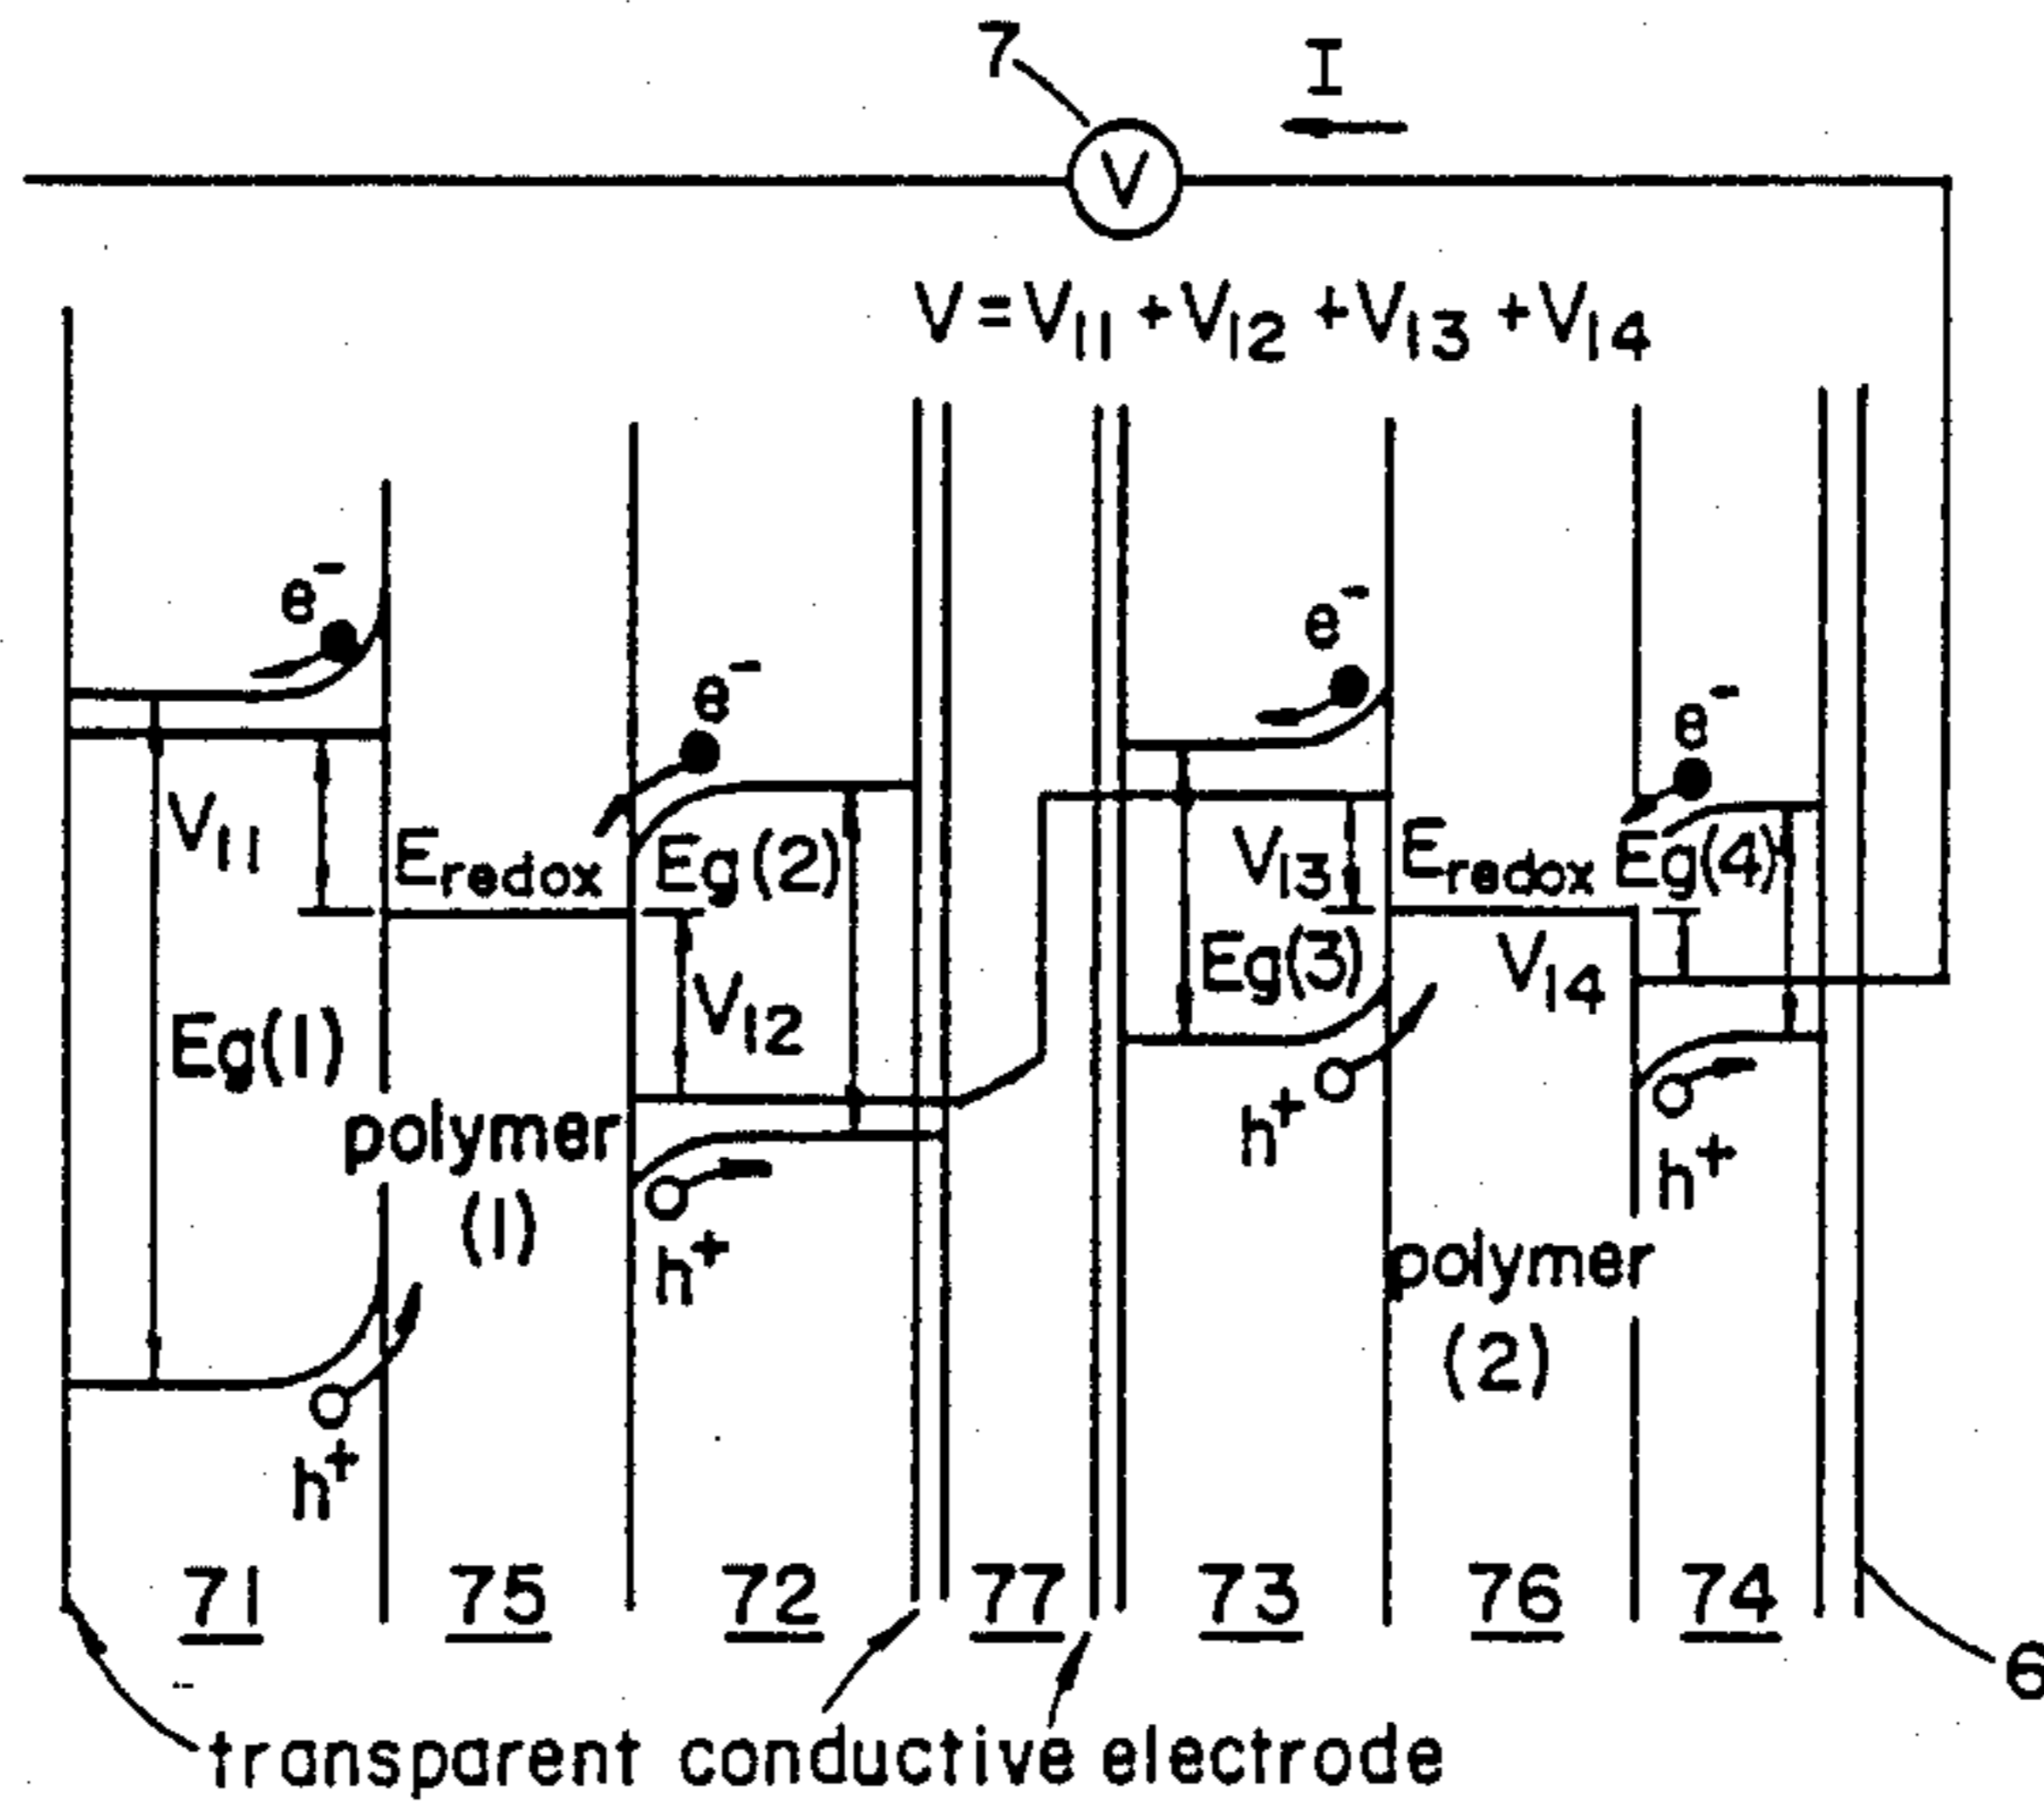 7
I
V
V=V11+V12+V13+V14
e-
e-
e-
e-
V11
Eredox
Eg(2)
V13
Eredox
Eg(4)
Eg(1)
V12
Eg(3)
V14
polymer
(1)
h+
h+
h+
h+
polymer
(2)
71
75
72
77
73
76
74
6
transparent conductive electrode